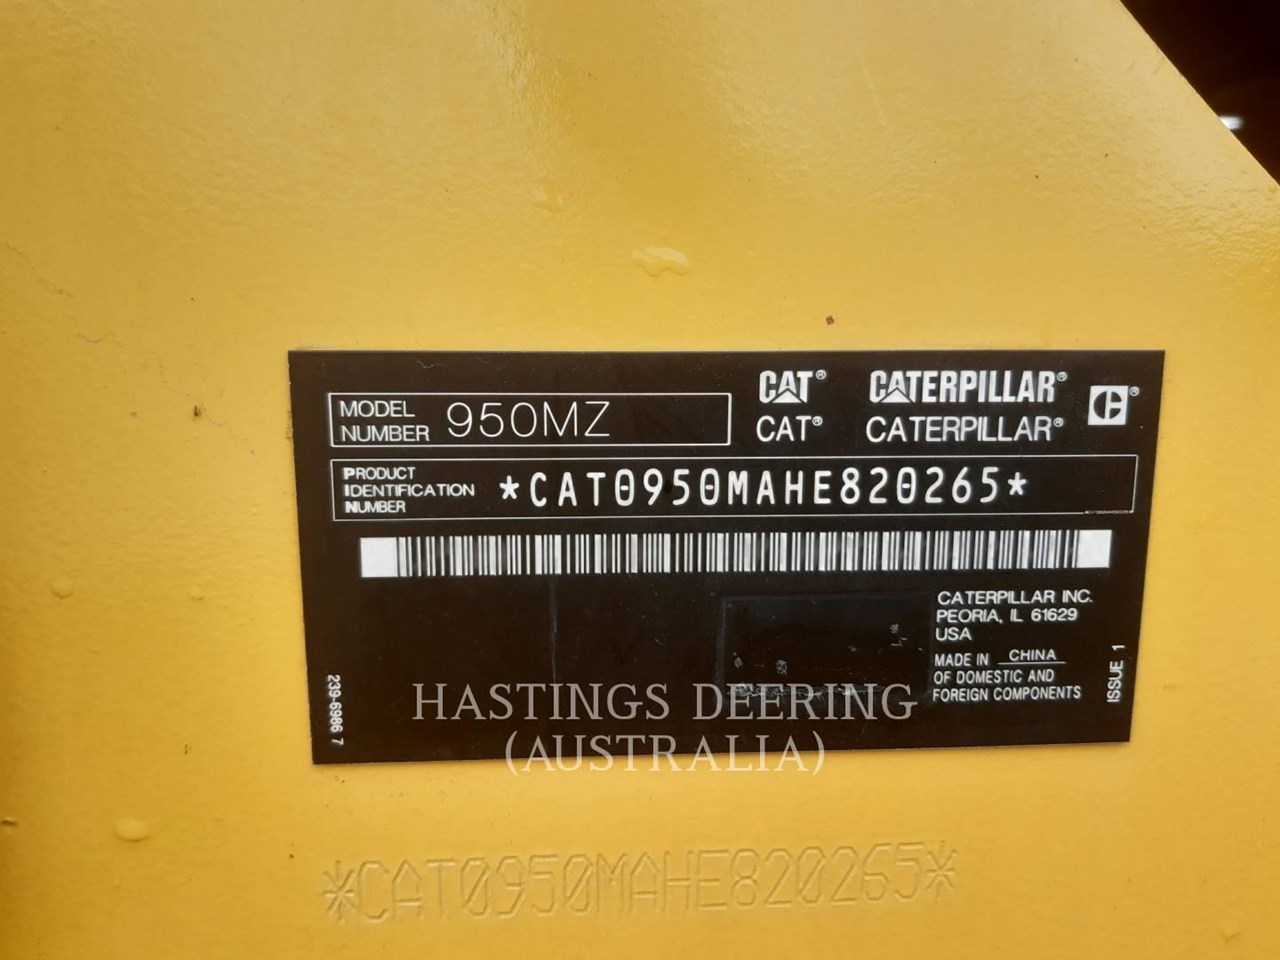 CAT® CATERPILLAR®
MODEL NUMBER 950MZ
CAT® CATERPILLAR®
PRODUCT IDENTIFICATION NUMBER *CAT0950MAHE820265*
CATERPILLAR INC.
PEORIA, IL 61629
USA
MADE IN CHINA
OF DOMESTIC AND
FOREIGN COMPONENTS
ISSUE 1
239-6986 7
HASTINGS DEERING
(AUSTRALIA)
*CAT0950MAHE820265*